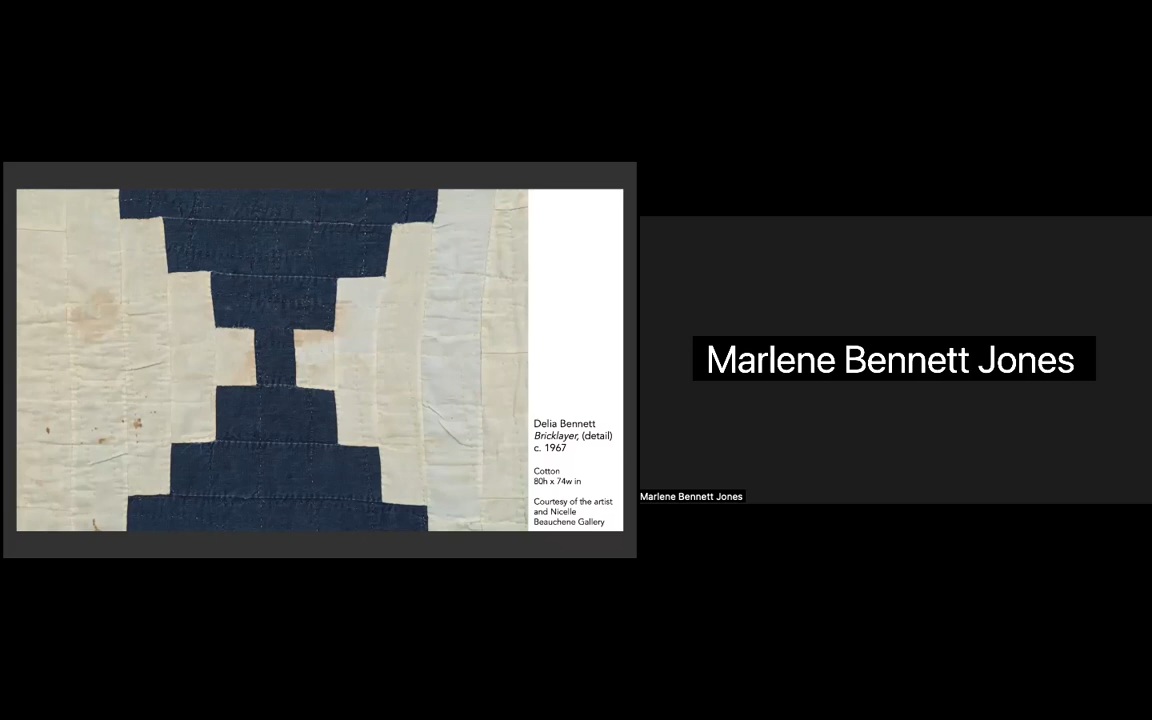 Delia Bennett
Bricklayer, (detail)
c. 1967
Cotton
80h x 74w in
Courtesy of the artist
and Nicelle
Beauchene Gallery
Marlene Bennett Jones
Marlene Bennett Jones